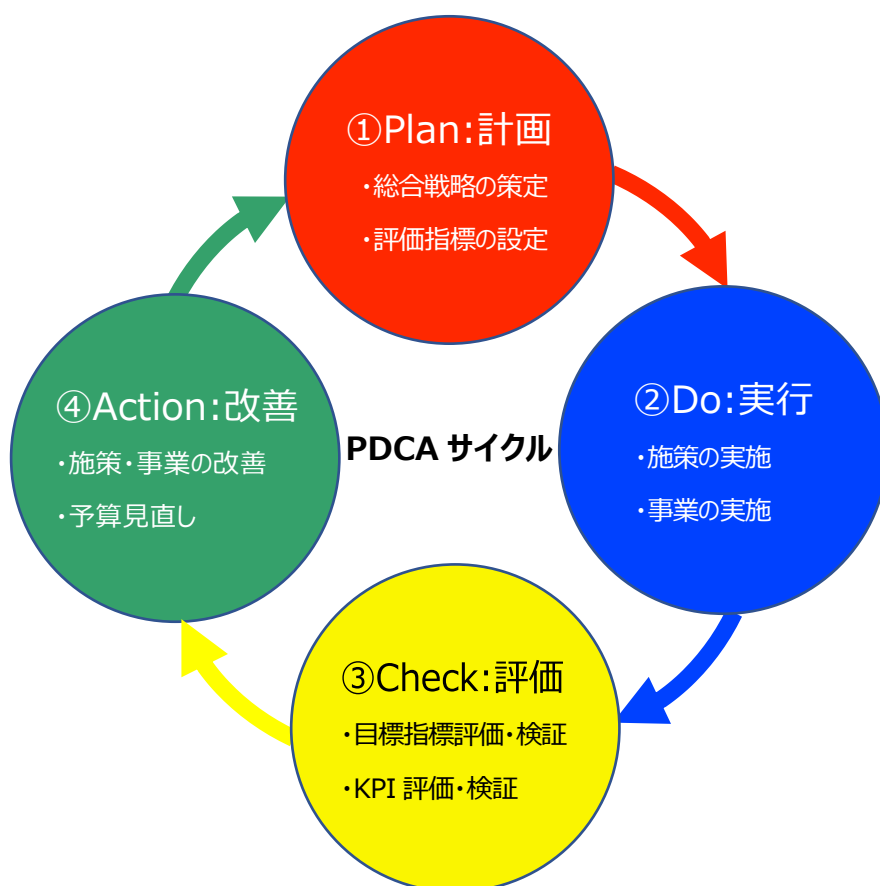 ①Plan:計画
・総合戦略の策定
・評価指標の設定
②Do:実行
・施策の実施
・事業の実施
③Check:評価
・目標指標評価・検証
・KPI 評価・検証
④Action:改善
・施策・事業の改善
・予算見直し
PDCA サイクル